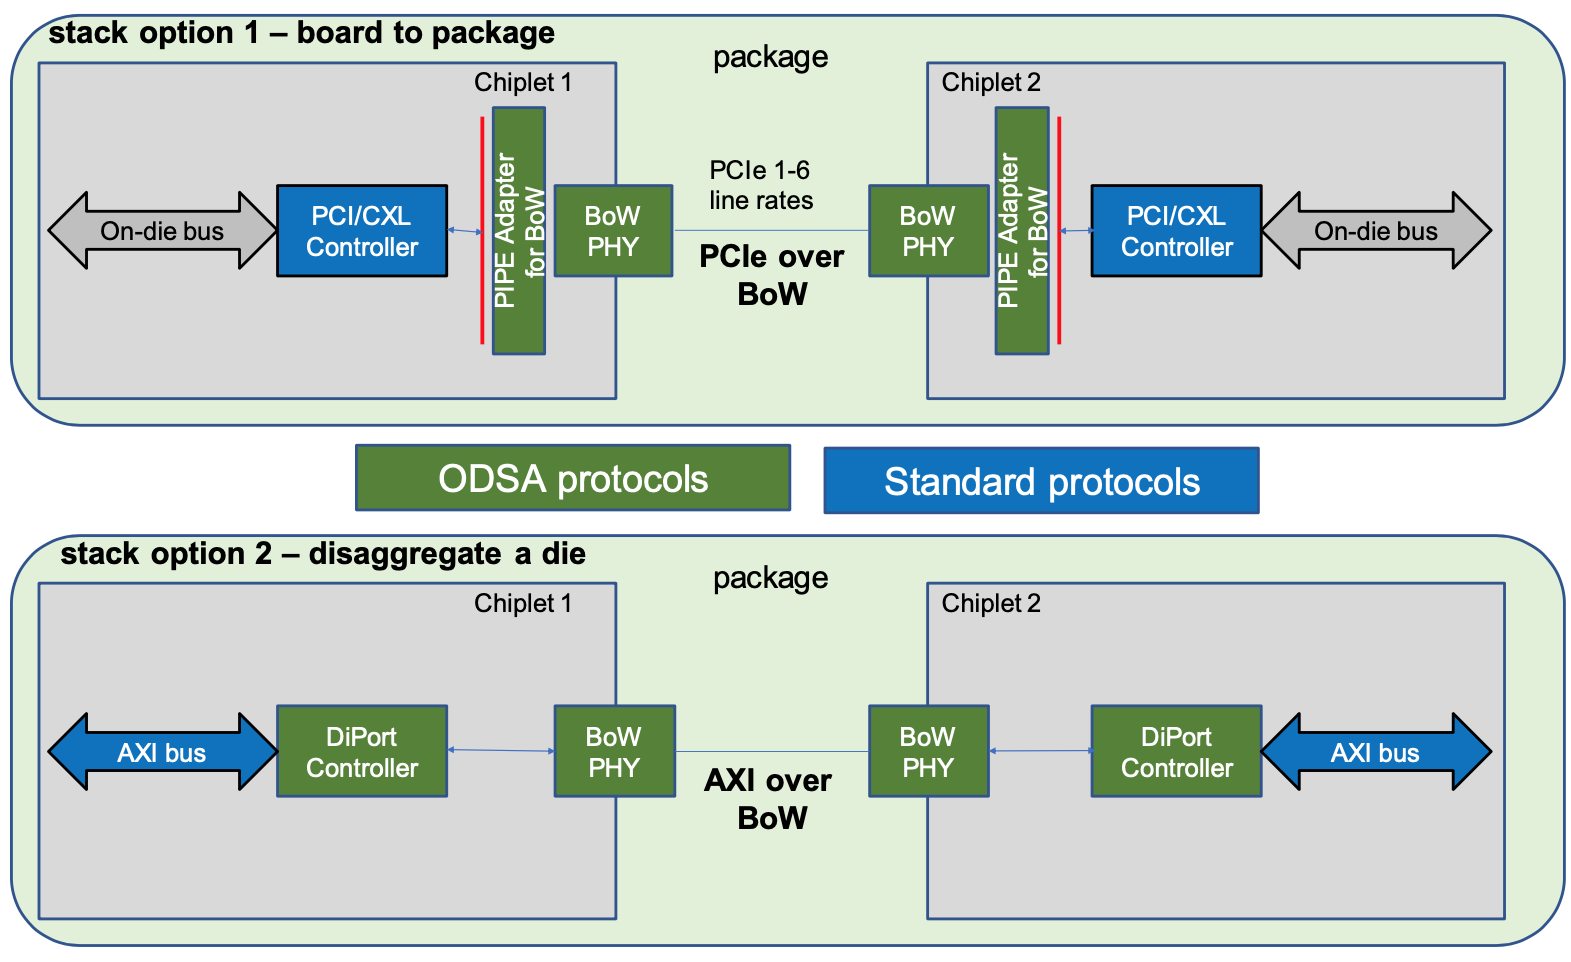 stack option 1 – board to package
package
Chiplet 1
Chiplet 2
On-die bus
PCI/CXL
Controller
PIPE Adapter
for BoW
BoW
PHY
PCIe 1-6
line rates
PCIe over
BoW
BoW
PHY
PIPE Adapter
for BoW
PCI/CXL
Controller
On-die bus
ODSA protocols
Standard protocols
stack option 2 – disaggregate a die
package
Chiplet 1
Chiplet 2
AXI bus
DiPort
Controller
BoW
PHY
AXI over
BoW
BoW
PHY
DiPort
Controller
AXI bus